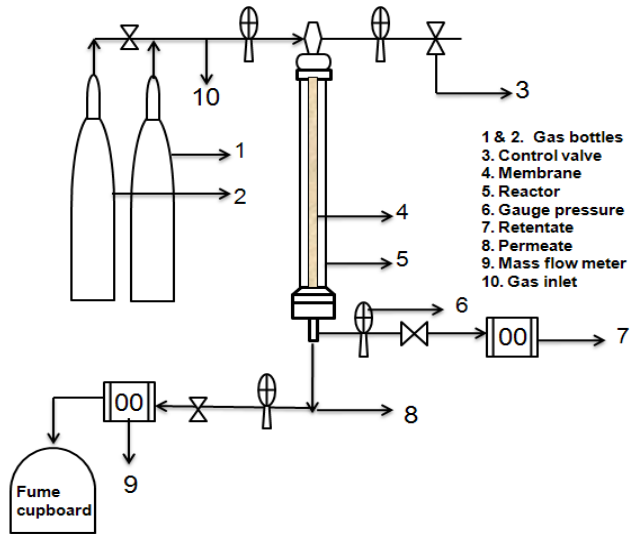 10
3
1
2
1 & 2. Gas bottles
3. Control valve
4. Membrane
5. Reactor
6. Gauge pressure
7. Retentate
8. Permeate
9. Mass flow meter
10. Gas inlet
4
5
6
00
7
00
8
9
Fume
cupboard